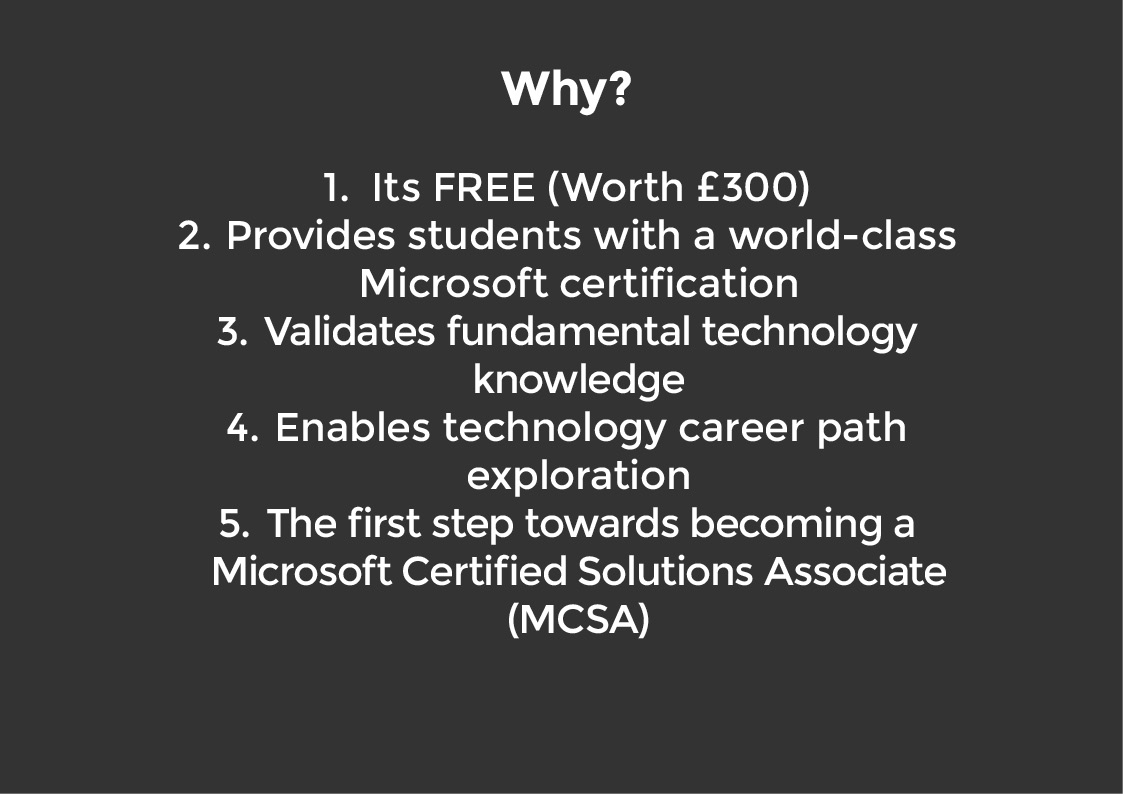 Why?
1. Its FREE (Worth £300)
2. Provides students with a world-class
Microsoft certification
3. Validates fundamental technology
knowledge
4. Enables technology career path
exploration
5. The first step towards becoming a
Microsoft Certified Solutions Associate
(MCSA)